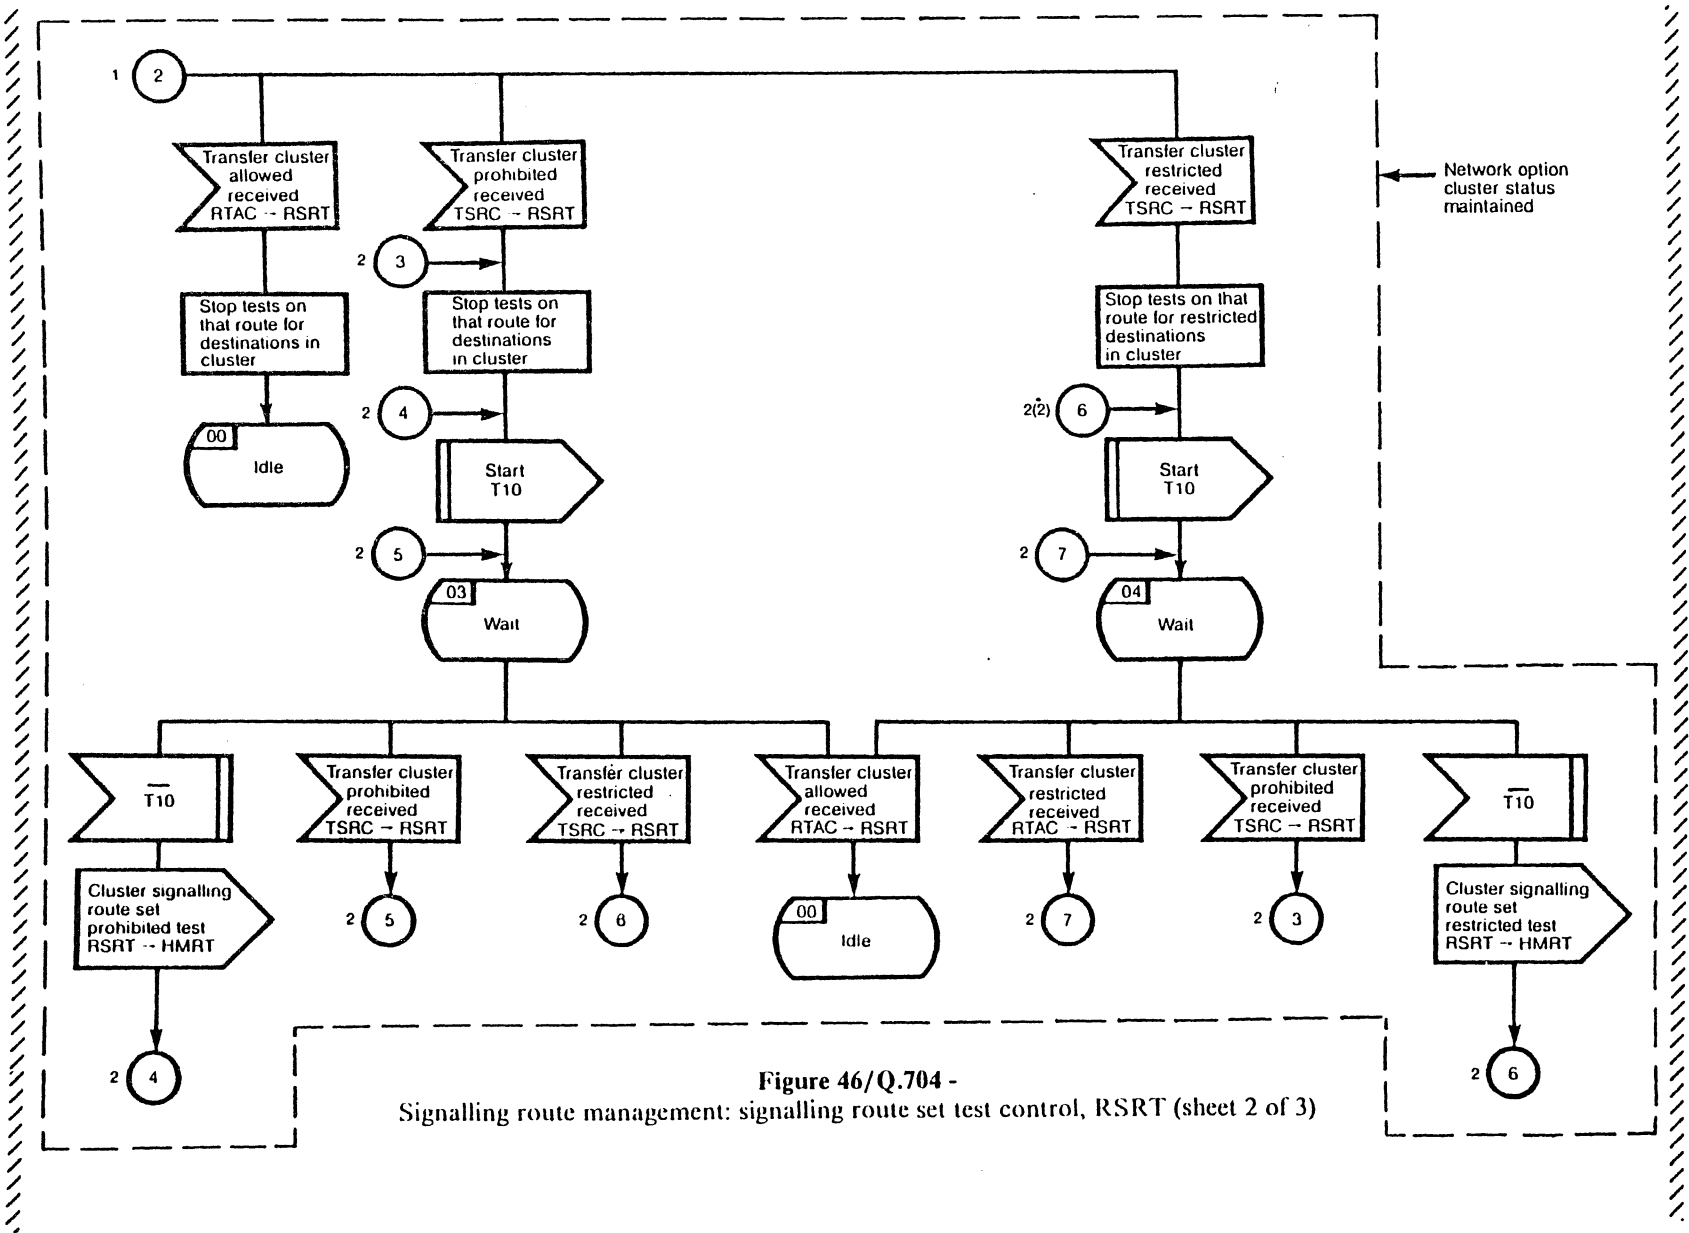 1 2
Transfer cluster
allowed
received
RTAC → RSRT
Transfer cluster
prohibited
received
TSRC → RSRT
Transfer cluster
restricted
received
TSRC → RSRT
Network option
cluster status
maintained
2 3
Stop tests on
that route for
destinations in
cluster
Stop tests on
that route for
destinations
in cluster
Stop tests on that
route for restricted
destinations
in cluster
2 4
2(2) 6
00
Idle
Start
T10
Start
T10
2 5
2 7
03
Wait
04
Wait
T10
Transfer cluster
prohibited
received
TSRC → RSRT
Transfer cluster
restricted
received
TSRC → RSRT
Transfer cluster
allowed
received
RTAC → RSRT
Transfer cluster
restricted
received
RTAC → RSRT
Transfer cluster
prohibited
received
TSRC → RSRT
T10
Cluster signalling
route set
prohibited test
RSRT → HMRT
2 5
2 6
00
Idle
2 7
2 3
Cluster signalling
route set
restricted test
RSRT → HMRT
2 4
2 6
Figure 46/Q.704 -
Signalling route management: signalling route set test control, RSRT (sheet 2 of 3)